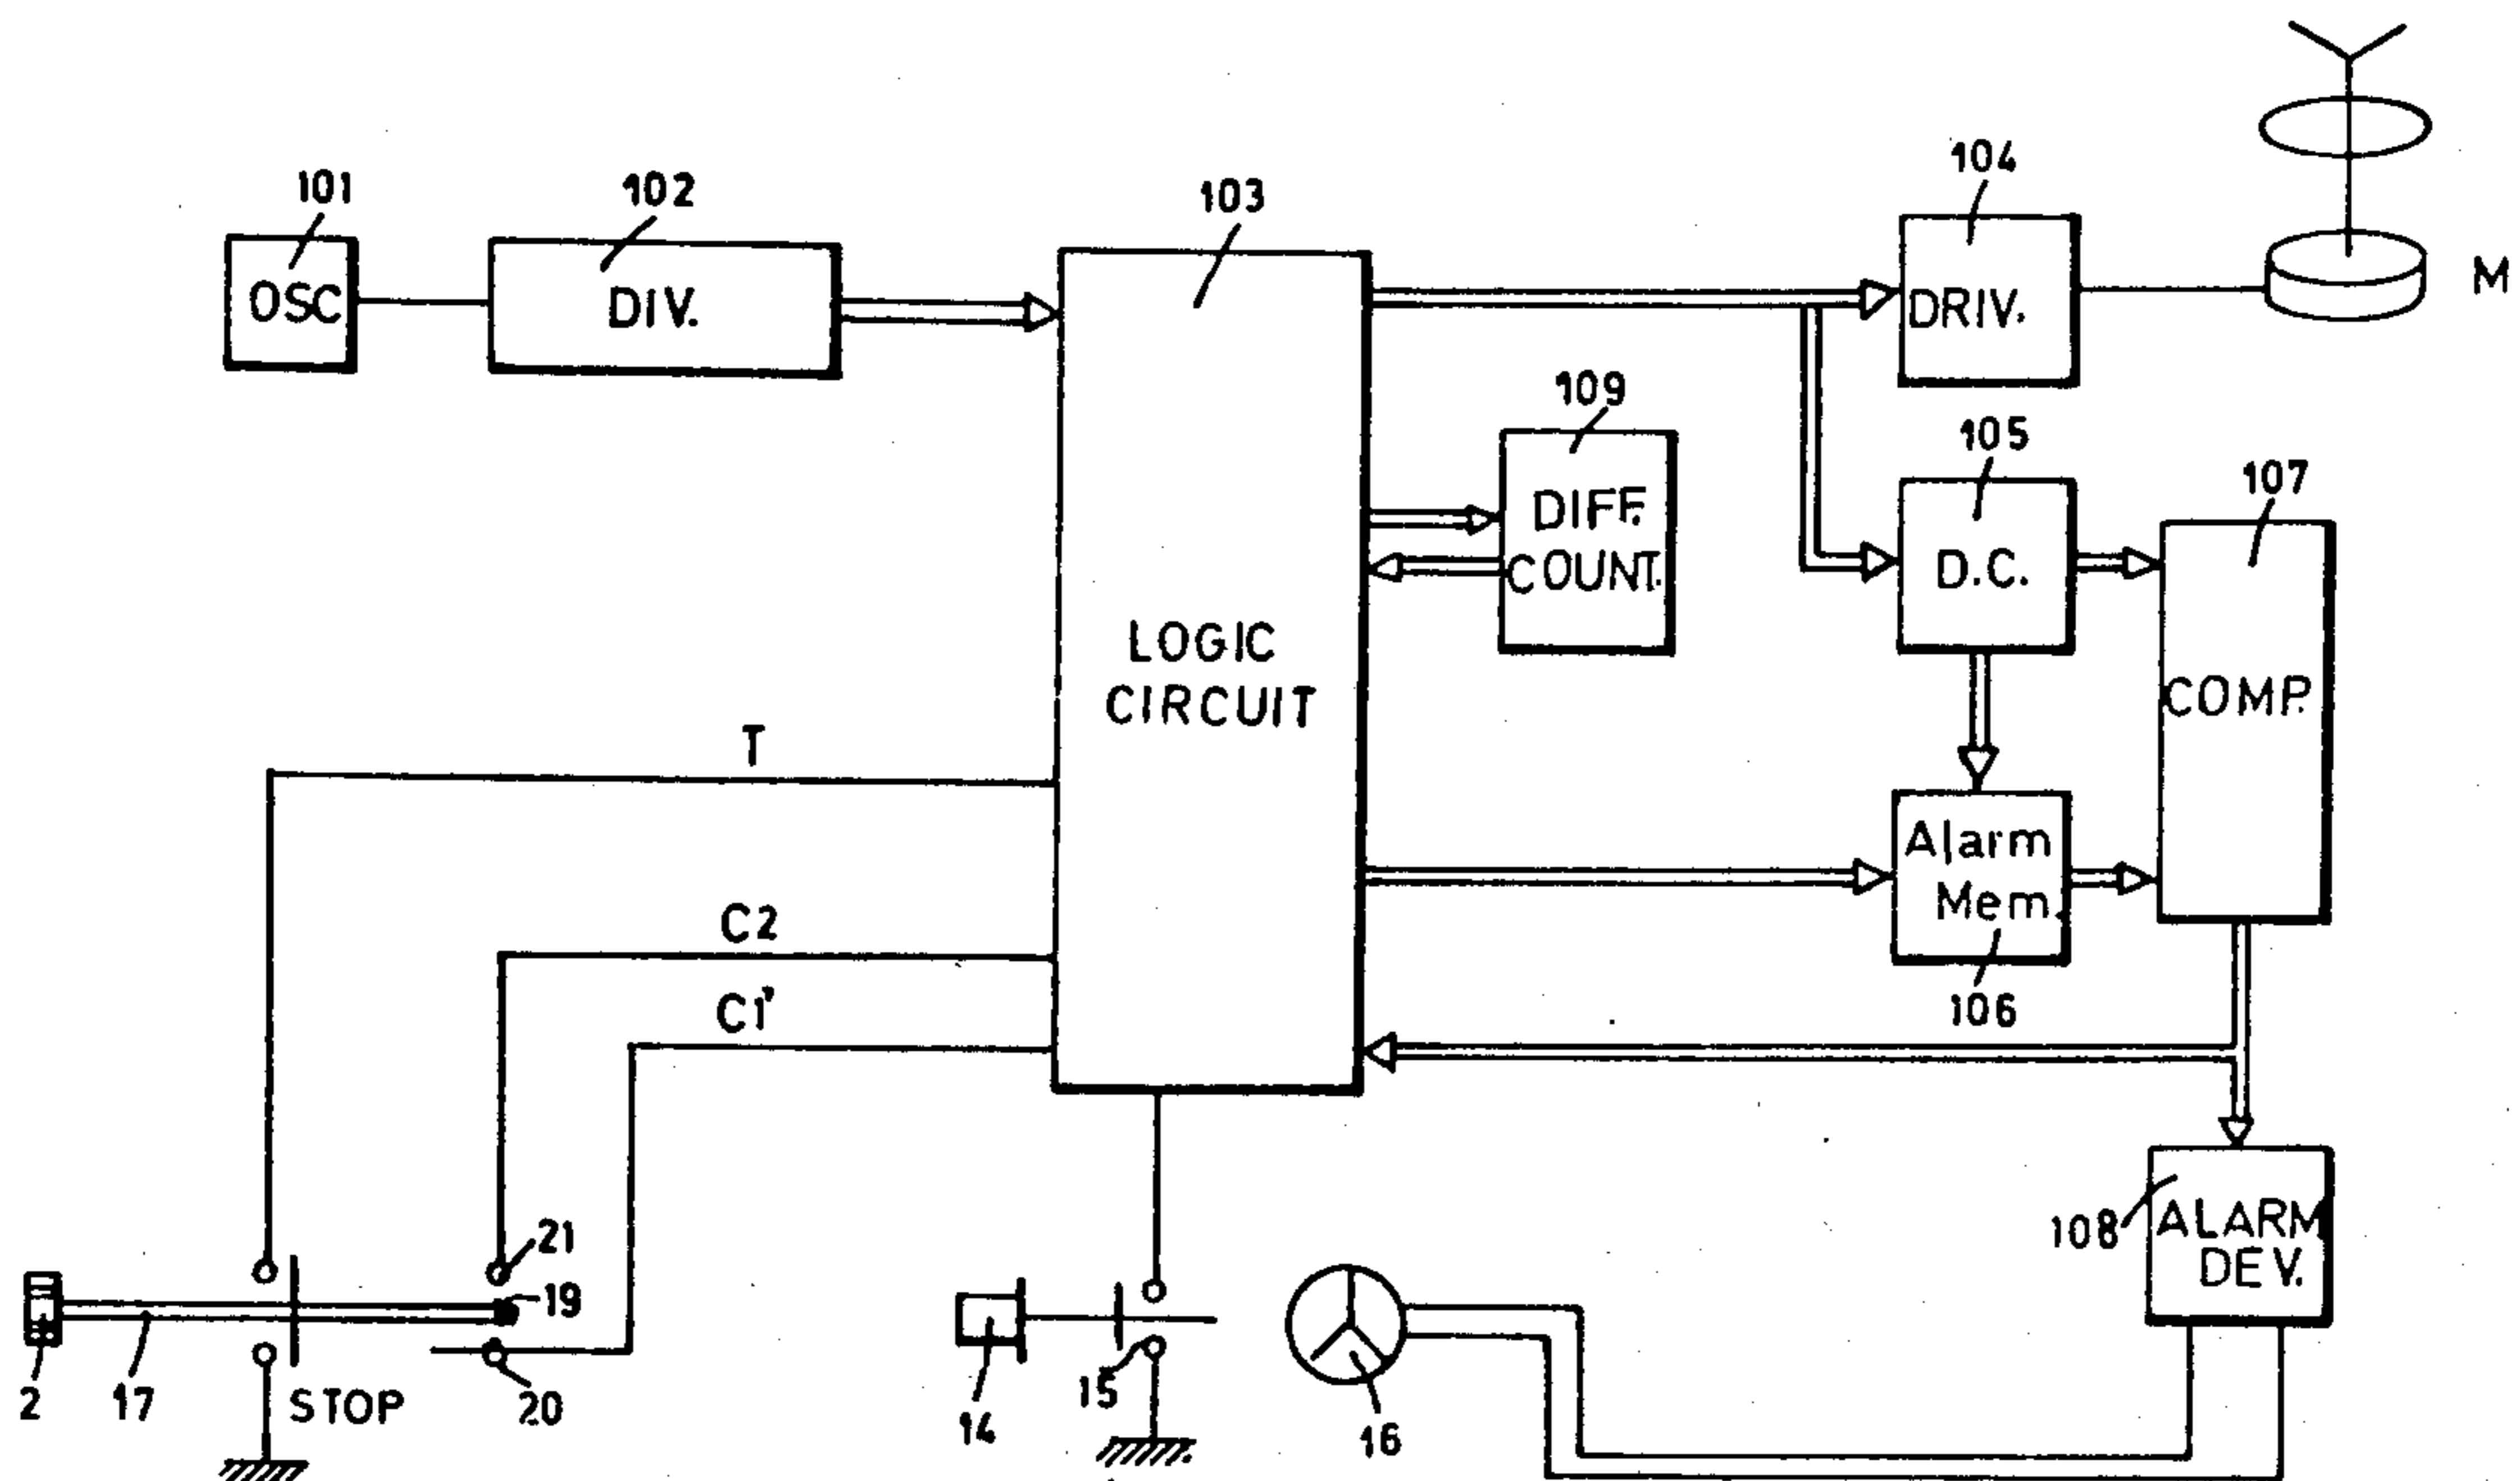 101
102
103
104
M
OSC
DIV.
DRIV.
109
105
107
DIFF.
COUNT.
D.C.
COMP.
LOGIC
CIRCUIT
T
Alarm
Mem.
C2
C1'
106
21
19
108
ALARM
DEV.
2
17
STOP
20
14
15
16